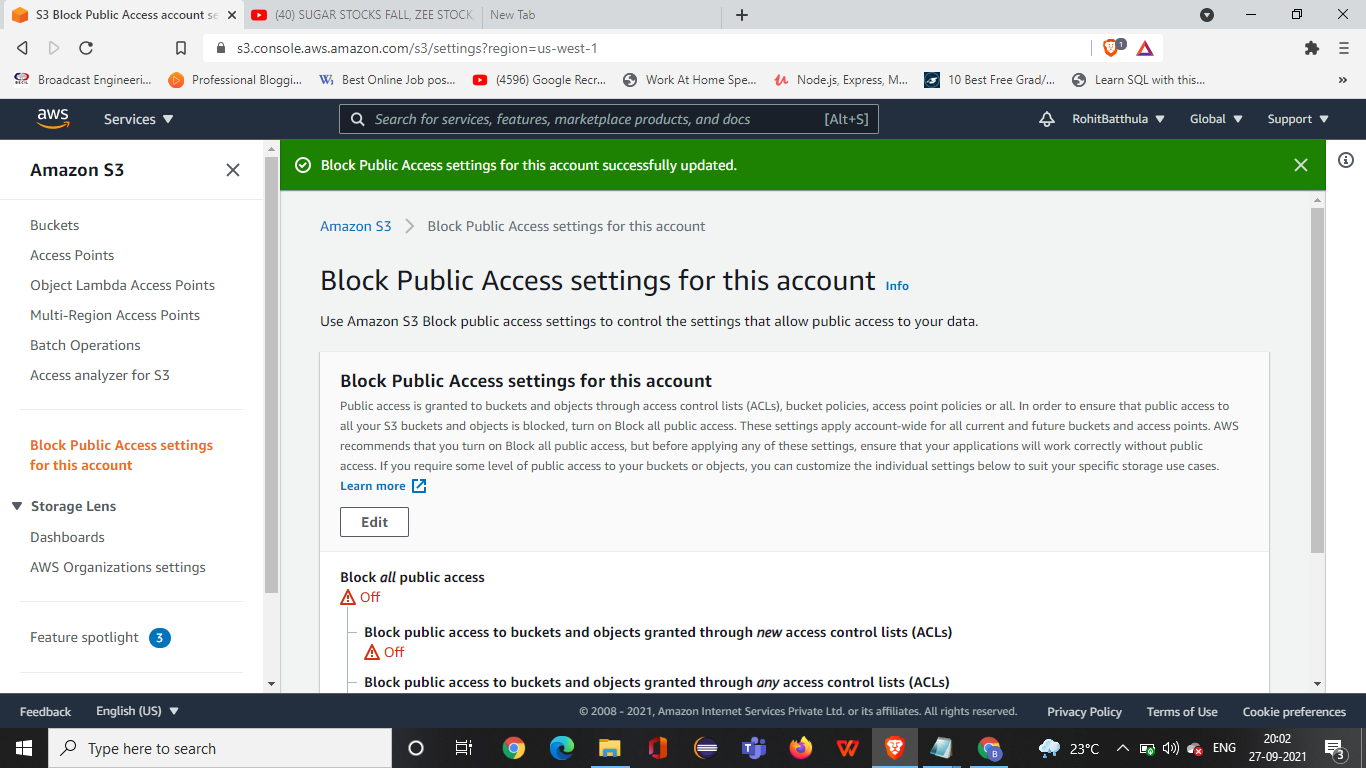 S3 Block Public Access account se
(40) SUGAR STOCKS FALL, ZEE STOCK
New Tab
s3.console.aws.amazon.com/s3/settings?region=us-west-1
1
Broadcast Engineeri...
Professional Bloggi...
Best Online Job pos...
(4596) Google Recr...
Work At Home Spe...
Node.js, Express, M...
10 Best Free Grad/...
Learn SQL with this...
aws
Services
Search for services, features, marketplace products, and docs
[Alt+S]
RohitBatthula
Global
Support
Amazon S3
Buckets
Access Points
Object Lambda Access Points
Multi-Region Access Points
Batch Operations
Access analyzer for S3
Block Public Access settings
for this account
Storage Lens
Dashboards
AWS Organizations settings
Feature spotlight 3
Block Public Access settings for this account successfully updated.
Amazon S3
Block Public Access settings for this account
Block Public Access settings for this account Info
Use Amazon S3 Block public access settings to control the settings that allow public access to your data.
Block Public Access settings for this account
Public access is granted to buckets and objects through access control lists (ACLs), bucket policies, access point policies or all. In order to ensure that public access to
all your S3 buckets and objects is blocked, turn on Block all public access. These settings apply account-wide for all current and future buckets and access points. AWS
recommends that you turn on Block all public access, but before applying any of these settings, ensure that your applications will work correctly without public
access. If you require some level of public access to your buckets or objects, you can customize the individual settings below to suit your specific storage use cases.
Learn more
Edit
Block all public access
Off
Block public access to buckets and objects granted through new access control lists (ACLs)
Off
Block public access to buckets and objects granted through any access control lists (ACLs)
Feedback
English (US)
© 2008 - 2021, Amazon Internet Services Private Ltd. or its affiliates. All rights reserved.
Privacy Policy
Terms of Use
Cookie preferences
Type here to search
23°C
ENG
20:02
27-09-2021
3